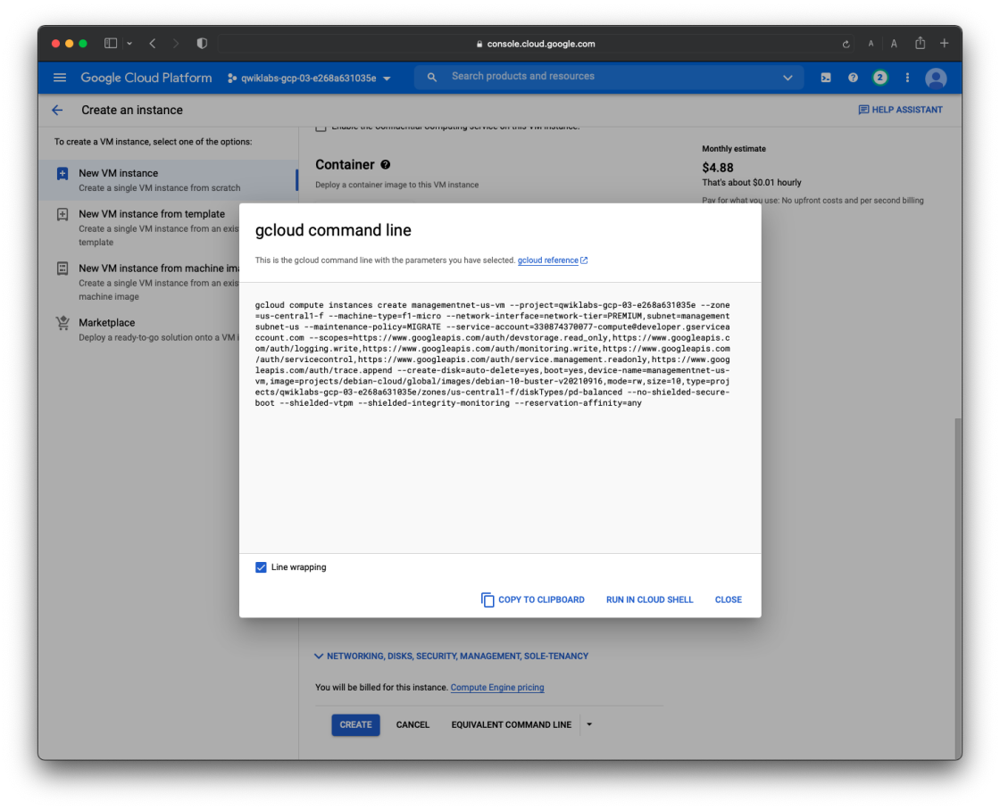 console.cloud.google.com
A A
Google Cloud Platform
qwiklabs-gcp-03-e268a631035e
Search products and resources
2
Create an instance
HELP ASSISTANT
To create a VM instance, select one of the options:
New VM instance
Create a single VM instance from scratch
New VM instance from template
Create a single VM instance from an exis
template
New VM instance from machine ima
Create a single VM instance from an exis
machine image
Marketplace
Deploy a ready-to-go solution onto a VM i
Enable the Confidential Computing service on this VM instance.
Container
Deploy a container image to this VM instance
Monthly estimate
$4.88
That's about $0.01 hourly
Pay for what you use: No upfront costs and per second billing
gcloud command line
This is the gcloud command line with the parameters you have selected. gcloud reference
gcloud compute instances create managementnet-us-vm --project=qwiklabs-gcp-03-e268a631035e --zone
=us-central1-f --machine-type=f1-micro --network-interface=network-tier=PREMIUM,subnet=management
subnet-us --maintenance-policy=MIGRATE --service-account=330874370077-compute@developer.gservicea
ccount.com --scopes=https://www.googleapis.com/auth/devstorage.read_only,https://www.googleapis.c
om/auth/logging.write,https://www.googleapis.com/auth/monitoring.write,https://www.googleapis.com
/auth/servicecontrol,https://www.googleapis.com/auth/service.management.readonly,https://www.goog
leapis.com/auth/trace.append --create-disk=auto-delete=yes,boot=yes,device-name=managementnet-us-
vm,image=projects/debian-cloud/global/images/debian-10-buster-v20210916,mode=rw,size=10,type=proj
ects/qwiklabs-gcp-03-e268a631035e/zones/us-central1-f/diskTypes/pd-balanced --no-shielded-secure-
boot --shielded-vtpm --shielded-integrity-monitoring --reservation-affinity=any
Line wrapping
COPY TO CLIPBOARD
RUN IN CLOUD SHELL
CLOSE
NETWORKING, DISKS, SECURITY, MANAGEMENT, SOLE-TENANCY
You will be billed for this instance. Compute Engine pricing
CREATE
CANCEL
EQUIVALENT COMMAND LINE